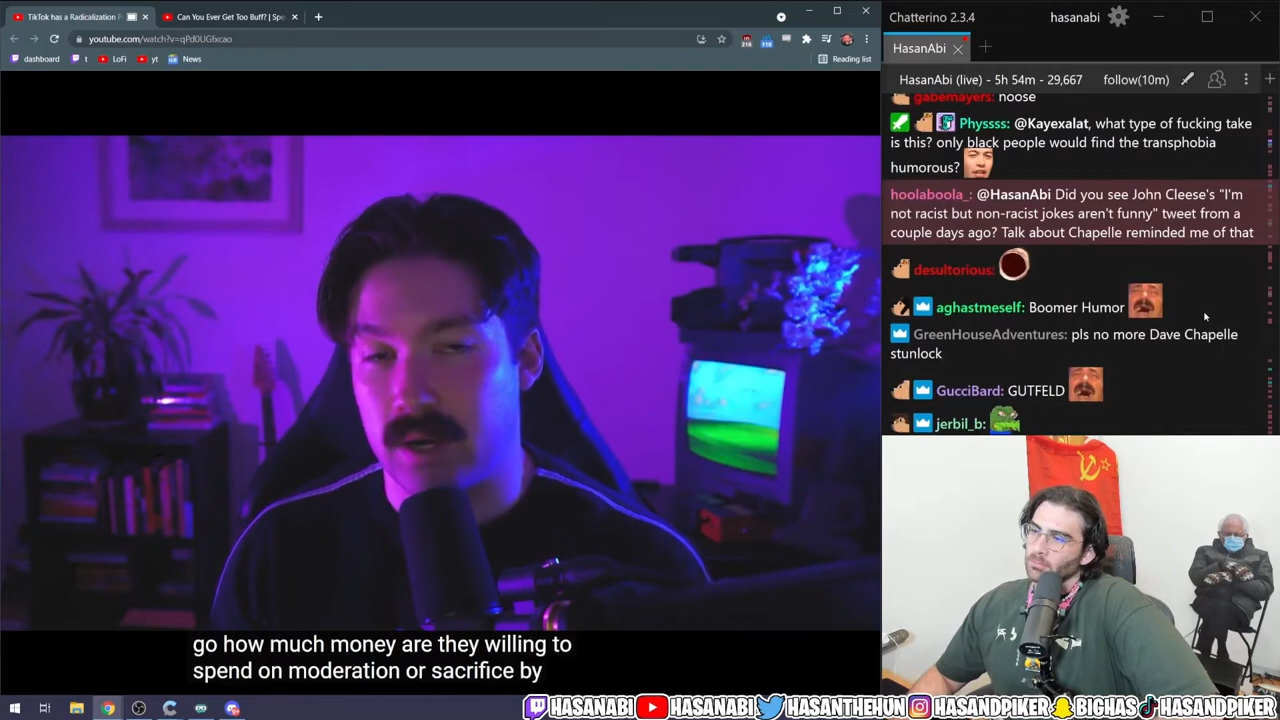 TikTok has a Radicalization P
Can You Ever Get Too Buff? | Spe
youtube.com/watch?v=qPd0UGfxcao
216
110
dashboard
t
LoFi
yt
News
Reading list
go how much money are they willing to
spend on moderation or sacrifice by
Chatterino 2.3.4
hasanabi
HasanAbi
HasanAbi (live) - 5h 54m - 29,667
follow(10m)
gabemayers: noose
Physsss: @Kayexalat, what type of fucking take
is this? only black people would find the transphobia
humorous?
hoolaboola_: @HasanAbi Did you see John Cleese's "I'm
not racist but non-racist jokes aren't funny" tweet from a
couple days ago? Talk about Chapelle reminded me of that
desultorious:
aghastmeself: Boomer Humor
GreenHouseAdventures: pls no more Dave Chapelle
stunlock
GucciBard: GUTFELD
jerbil_b:
HASANABI
HASANABI
HASANTHEHUN
HASANDPIKER
BIGHAS
HASANDPIKER